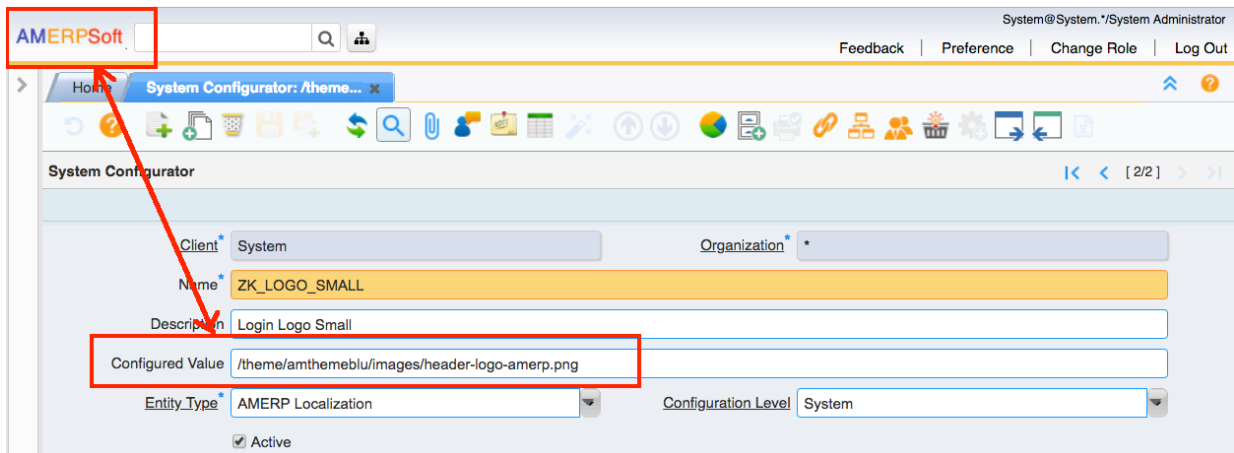 System@System.*/System Administrator
AMERPSoft.
Feedback | Preference | Change Role | Log Out
Home System Configurator: /theme...
System Configurator [ 2/2 ]
Client* System Organization* *
Name* ZK_LOGO_SMALL
Description Login Logo Small
Configured Value /theme/amthemeblu/images/header-logo-amerp.png
Entity Type* AMERP Localization Configuration Level System
Active